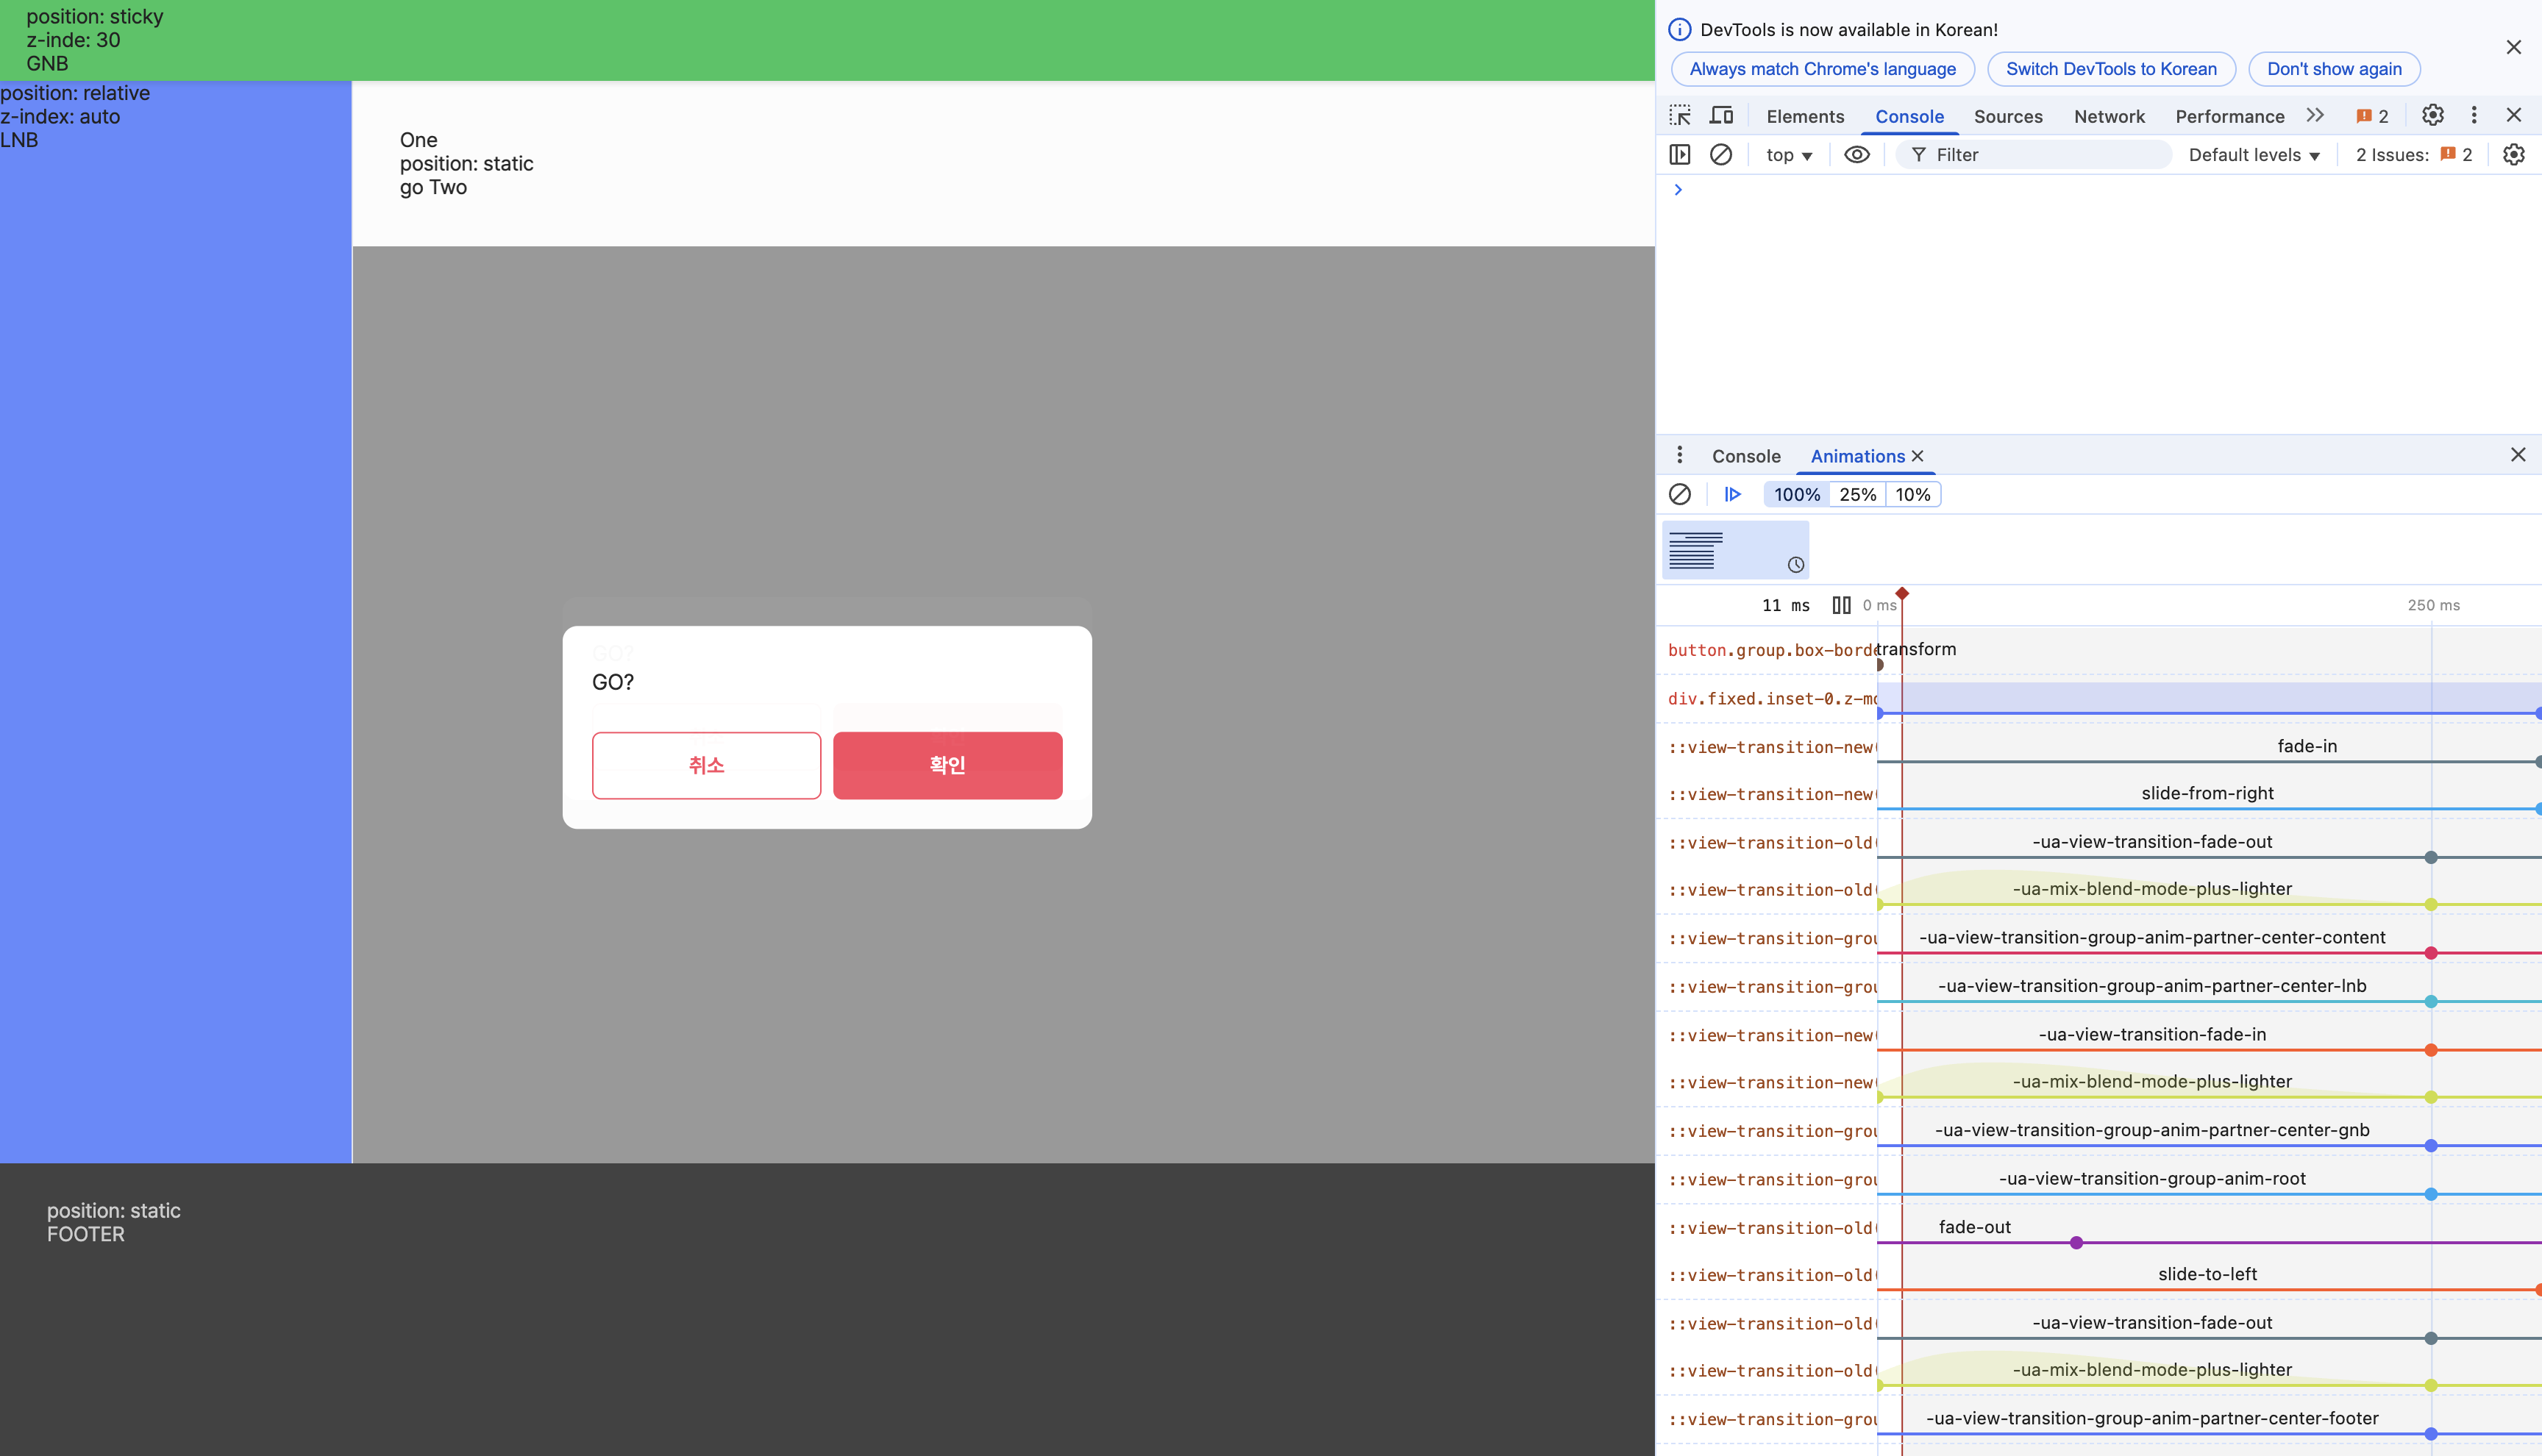 position: sticky
z-inde: 30
GNB
position: relative
z-index: auto
LNB
One
position: static
go Two
GO?
GO?
취소
확인
position: static
FOOTER
DevTools is now available in Korean!
Always match Chrome's language
Switch DevTools to Korean
Don't show again
Elements
Console
Sources
Network
Performance
2
top
Filter
Default levels
2 Issues:
2
Console
Animations
100%
25%
10%
11 ms
0 ms
250 ms
button.group.box-borde
transform
div.fixed.inset-0.z-mo
::view-transition-new(
fade-in
::view-transition-new(
slide-from-right
::view-transition-old(
-ua-view-transition-fade-out
::view-transition-old(
-ua-mix-blend-mode-plus-lighter
::view-transition-grou
-ua-view-transition-group-anim-partner-center-content
::view-transition-grou
-ua-view-transition-group-anim-partner-center-lnb
::view-transition-new(
-ua-view-transition-fade-in
::view-transition-new(
-ua-mix-blend-mode-plus-lighter
::view-transition-grou
-ua-view-transition-group-anim-partner-center-gnb
::view-transition-grou
-ua-view-transition-group-anim-root
::view-transition-old(
fade-out
::view-transition-old(
slide-to-left
::view-transition-old(
-ua-view-transition-fade-out
::view-transition-old(
-ua-mix-blend-mode-plus-lighter
::view-transition-grou
-ua-view-transition-group-anim-partner-center-footer